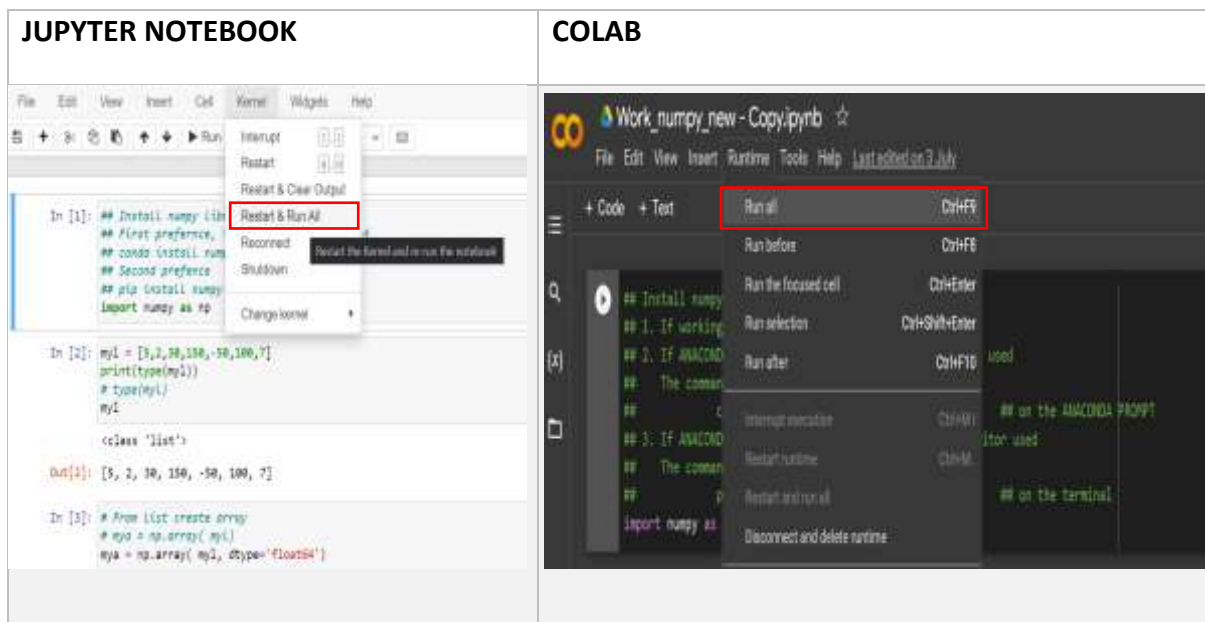 JUPYTER NOTEBOOK
File Edit View Insert Cell Kernel Widgets Help
Run
Interrupt
Restart
Restart & Clear Output
Restart & Run All
Reconnect
Restart the Kernel and re-run the notebook
Shutdown
Change kernel
In [1]: ## Install numpy
## First prefernce,
## conda install
## Second prefence
## pip install numpy
import numpy as np
In [2]: myl = [5,2,30,150,-50,100,7]
print(type(myl))
# type(myl)
myl
<class 'list'>
Out[2]: [5, 2, 30, 150, -50, 100, 7]
In [3]: # From List create array
# mya = np.array( myl)
mya = np.array( myl, dtype='float64')
COLAB
Work_numpy_new - Copy.ipynb
File Edit View Insert Runtime Tools Help Last edited on 3 July
+ Code + Text
Run all Ctrl+F9
Run before Ctrl+F8
Run the focused cell Ctrl+Enter
Run selection Ctrl+Shift+Enter
Run after Ctrl+F10
Interrupt execution Ctrl+M I
Restart runtime Ctrl+M .
Restart and run all
Disconnect and delete runtime
{x}
## Install numpy
## 1. If working
## 2. If ANACOND used
## The comman
## c ## on the ANACONDA PROMPT
## 3. If ANACOND itor used
## The comman
## p ## on the terminal
import numpy as